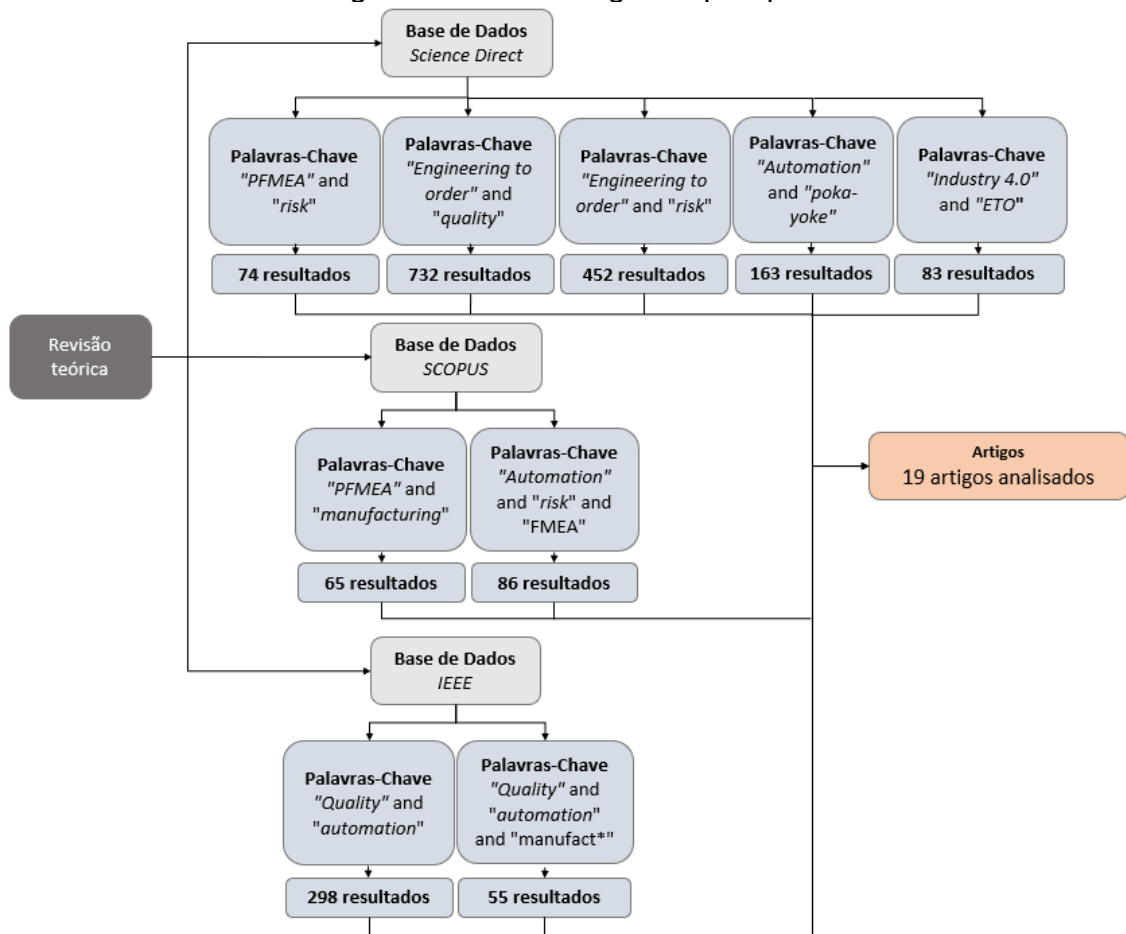 Base de Dados
Science Direct
Palavras-Chave
"PFMEA" and
"risk"
Palavras-Chave
"Engineering to
order" and
"quality"
Palavras-Chave
"Engineering to
order" and "risk"
Palavras-Chave
"Automation"
and "poka-
yoke"
Palavras-Chave
"Industry 4.0"
and "ETO"
74 resultados
732 resultados
452 resultados
163 resultados
83 resultados
Revisão
teórica
Base de Dados
SCOPUS
Palavras-Chave
"PFMEA" and
"manufacturing"
Palavras-Chave
"Automation"
and "risk" and
"FMEA"
65 resultados
86 resultados
Artigos
19 artigos analisados
Base de Dados
IEEE
Palavras-Chave
"Quality" and
"automation"
Palavras-Chave
"Quality" and
"automation"
and "manufact*"
298 resultados
55 resultados